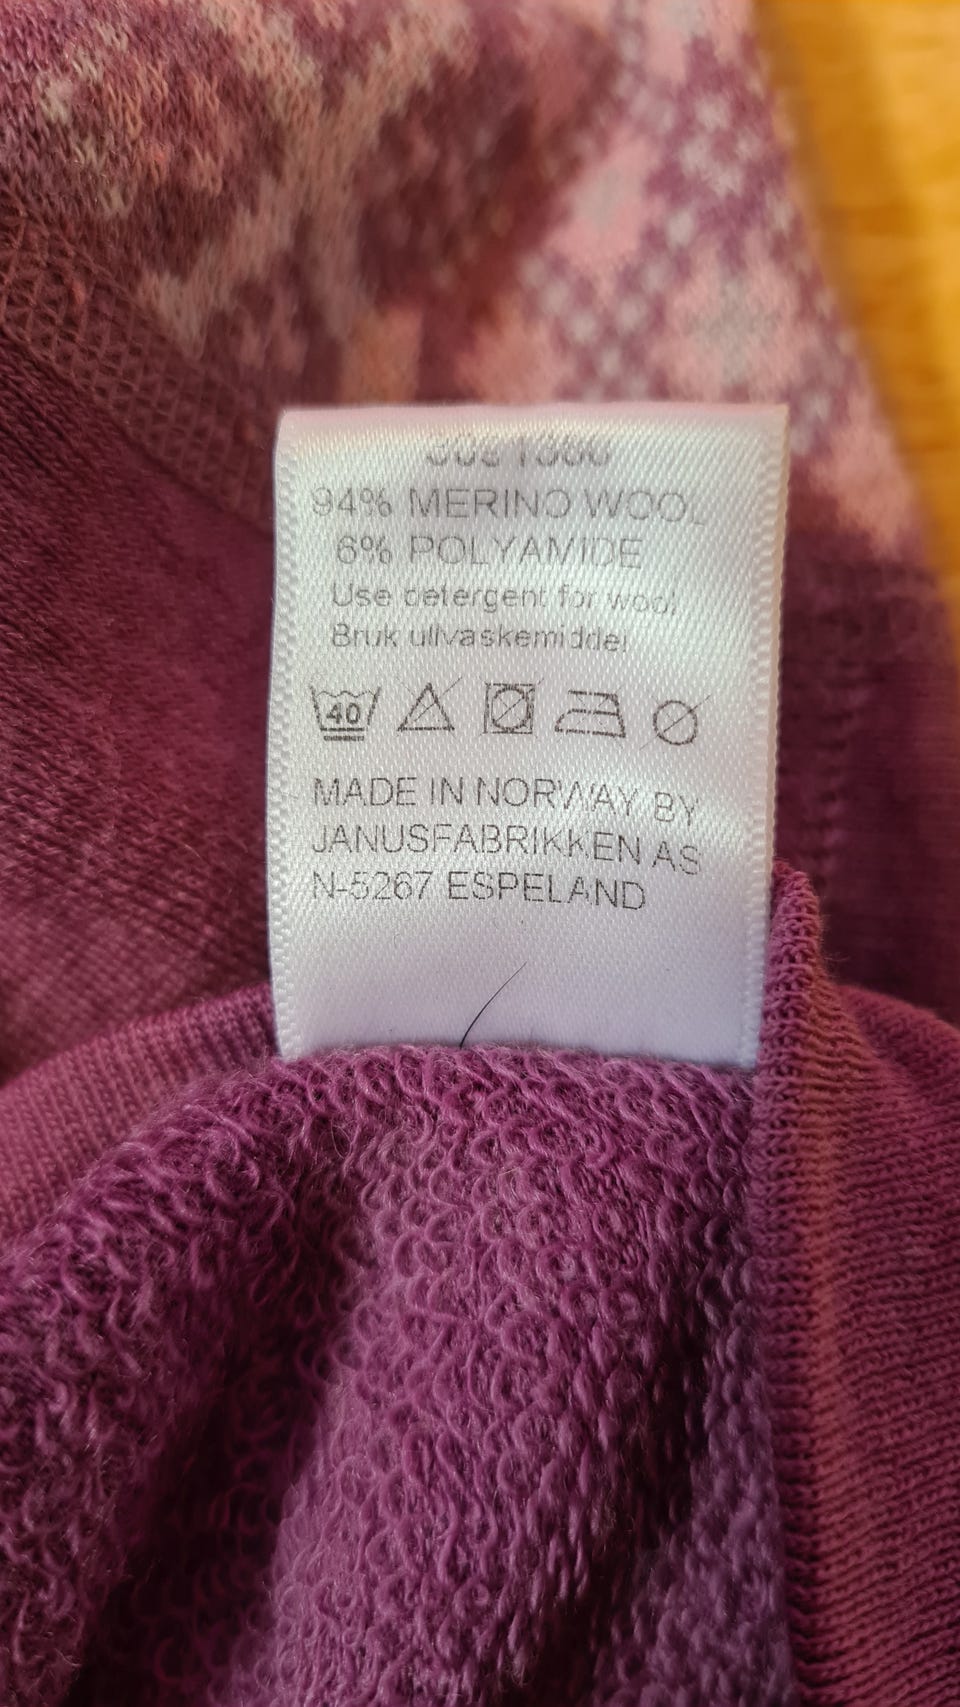 94% MERINO WOOL
6% POLYAMIDE
Use detergent for wool
Bruk ullvaskemiddel
40
MADE IN NORWAY BY
JANUSFABRIKKEN AS
N-5267 ESPELAND